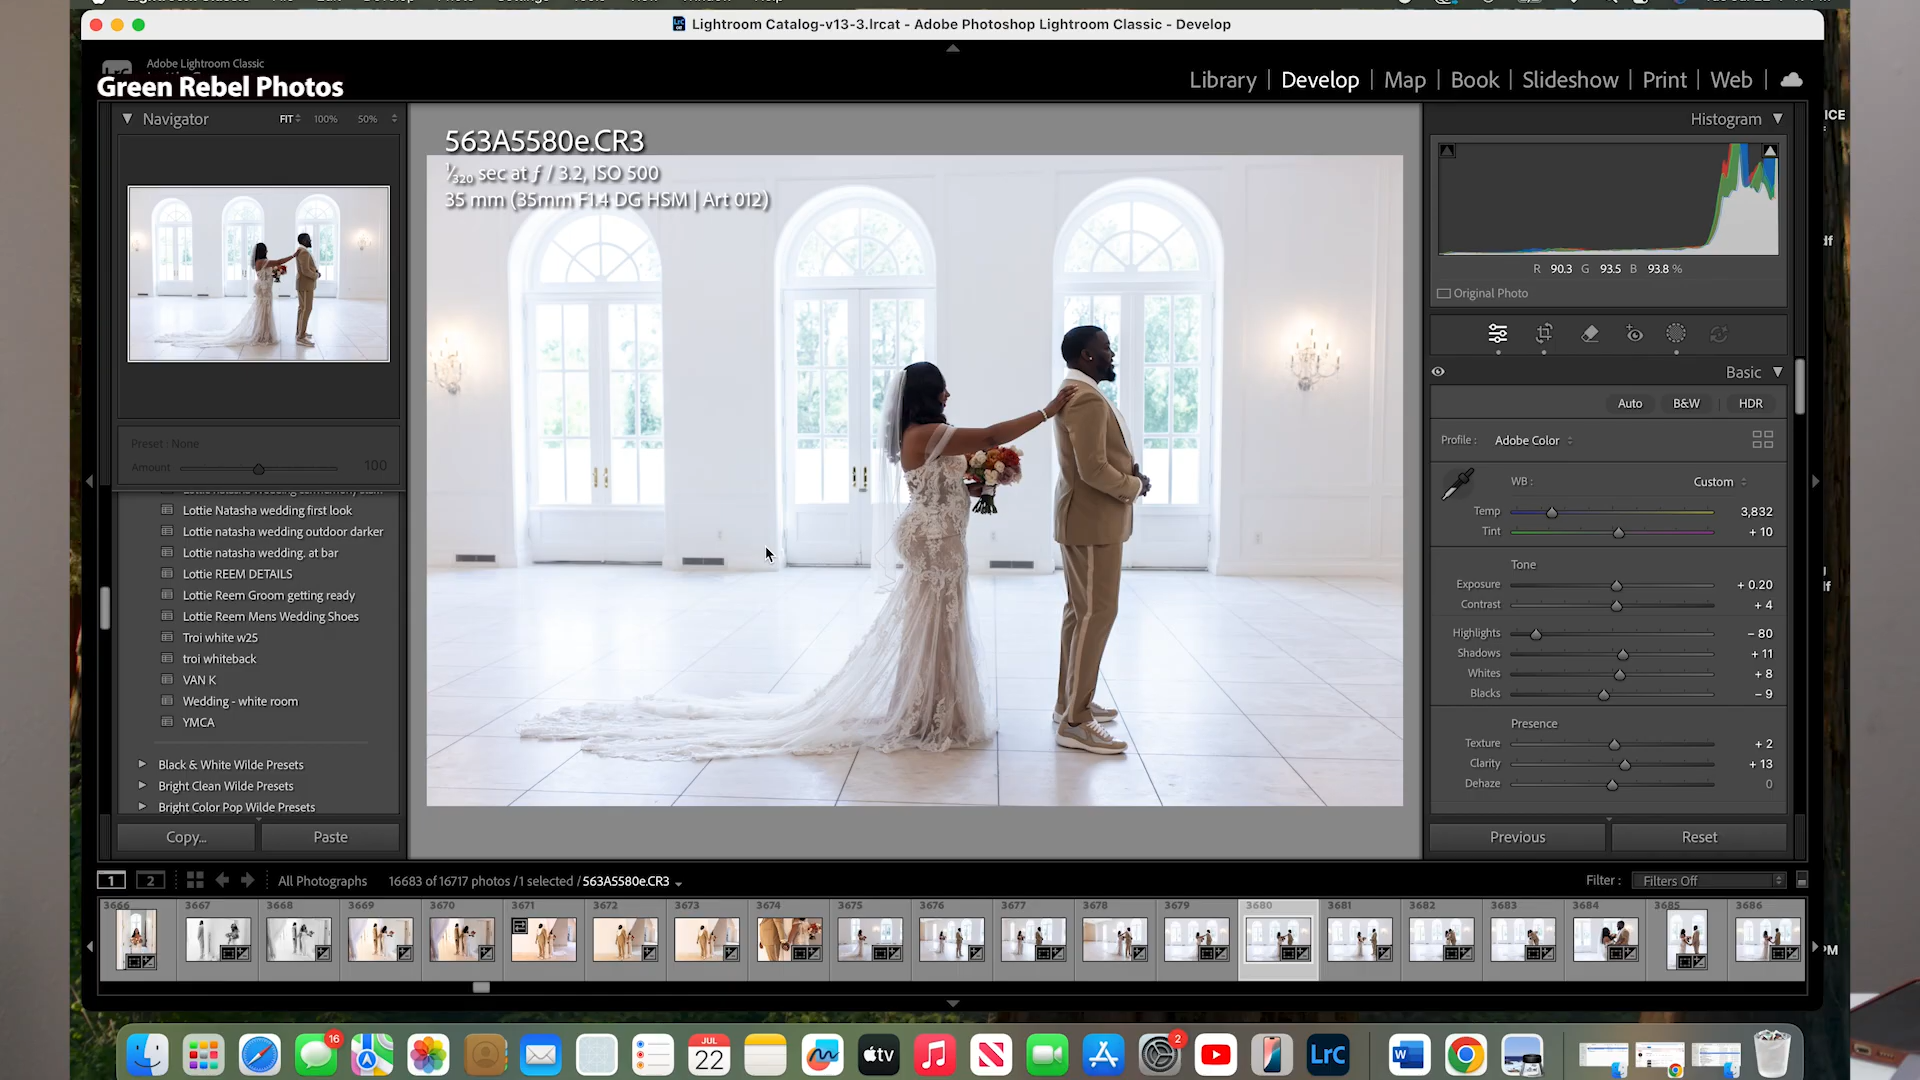 Lightroom Catalog-v13-3.lrcat - Adobe Photoshop Lightroom Classic - Develop
Adobe Lightroom Classic
Green Rebel Photos
Library | Develop | Map | Book | Slideshow | Print | Web |
Navigator FIT 100% 50%
Histogram
563A5580e.CR3
1/320 sec at ƒ / 3.2, ISO 500
35 mm (35mm F1.4 DG HSM | Art 012)
R 90.3 G 93.5 B 93.8 %
Original Photo
Basic
Auto B&W HDR
Profile : Adobe Color
WB : Custom
Temp 3,832
Tint + 10
Tone
Exposure + 0.20
Contrast + 4
Highlights – 80
Shadows + 11
Whites + 8
Blacks – 9
Presence
Texture + 2
Clarity + 13
Dehaze 0
Previous Reset
Preset : None
Amount 100
Lottie Natasha wedding first look
Lottie natasha wedding outdoor darker
Lottie natasha wedding. at bar
Lottie REEM DETAILS
Lottie Reem Groom getting ready
Lottie Reem Mens Wedding Shoes
Troi white w25
troi whiteback
VAN K
Wedding - white room
YMCA
Black & White Wilde Presets
Bright Clean Wilde Presets
Bright Color Pop Wilde Presets
Copy... Paste
1 2 All Photographs 16683 of 16717 photos / 1 selected / 563A5580e.CR3 Filter : Filters Off
3666 3667 3668 3669 3670 3671 3672 3673 3674 3675 3676 3677 3678 3679 3680 3681 3682 3683 3684 3685 3686
16 JUL 22 tv 2 LrC W